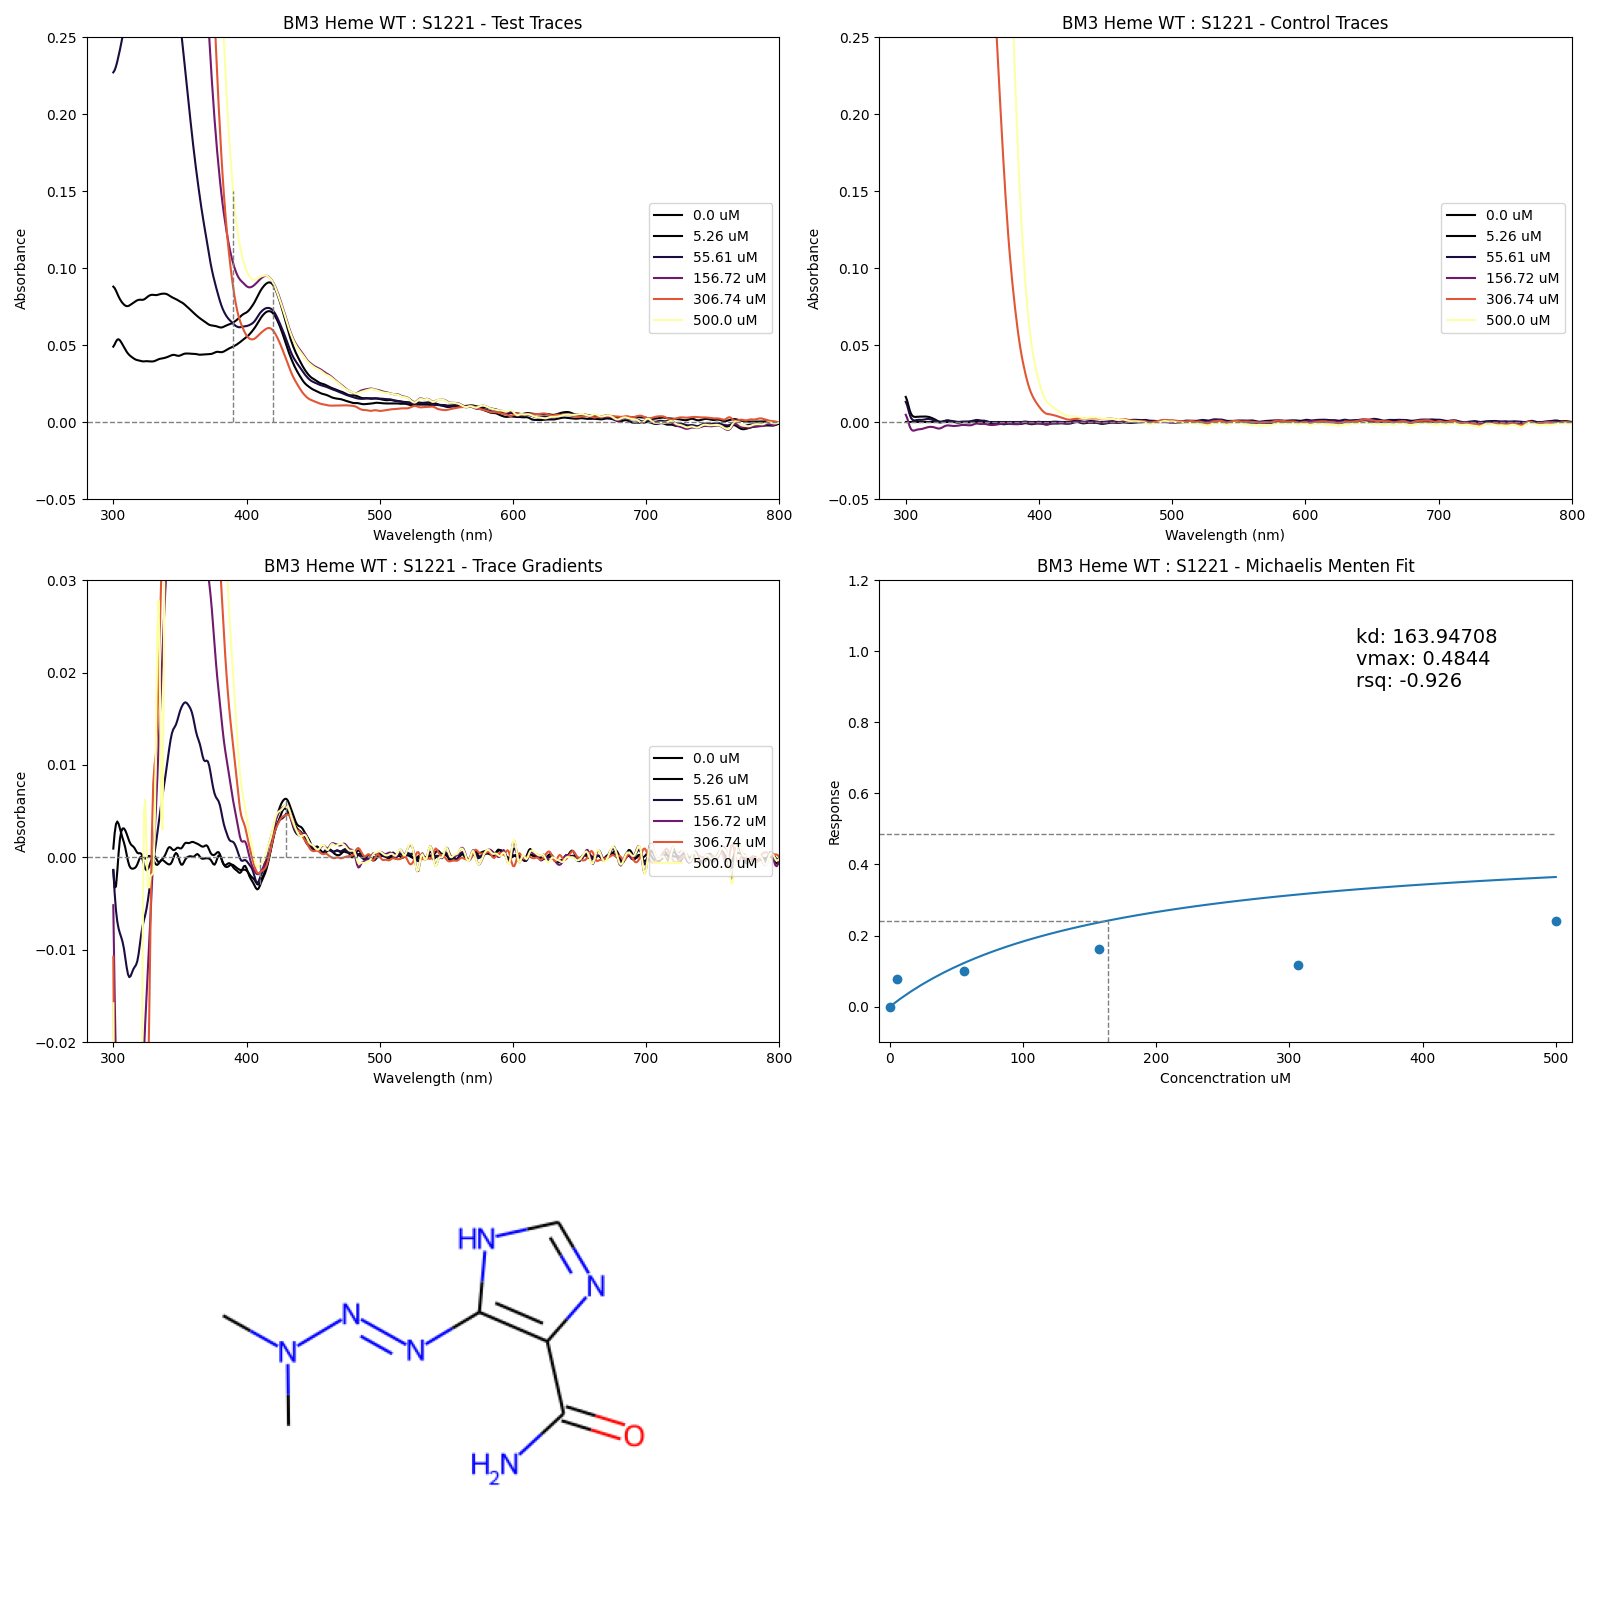 BM3 Heme WT : S1221 - Test Traces
0.25
0.20
0.15
0.10
0.05
0.00
−0.05
Absorbance
300
400
500
600
700
800
Wavelength (nm)
0.0 uM
5.26 uM
55.61 uM
156.72 uM
306.74 uM
500.0 uM
BM3 Heme WT : S1221 - Control Traces
0.25
0.20
0.15
0.10
0.05
0.00
−0.05
Absorbance
300
400
500
600
700
800
Wavelength (nm)
0.0 uM
5.26 uM
55.61 uM
156.72 uM
306.74 uM
500.0 uM
BM3 Heme WT : S1221 - Trace Gradients
0.03
0.02
0.01
0.00
−0.01
−0.02
Absorbance
300
400
500
600
700
800
Wavelength (nm)
0.0 uM
5.26 uM
55.61 uM
156.72 uM
306.74 uM
500.0 uM
BM3 Heme WT : S1221 - Michaelis Menten Fit
1.2
1.0
0.8
0.6
0.4
0.2
0.0
Response
0
100
200
300
400
500
Concenctration uM
kd: 163.94708
vmax: 0.4844
rsq: -0.926
HN
N
N
N
N
O
H2N